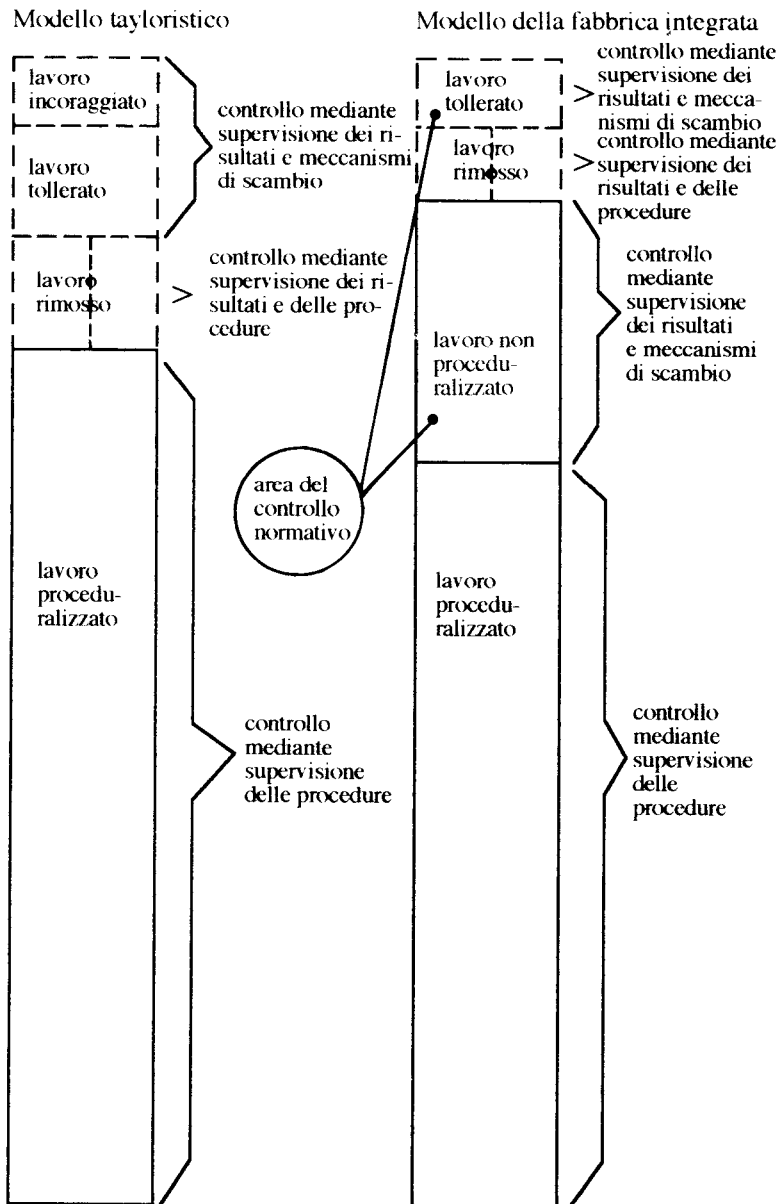 Modello tayloristico
lavoro
incoraggiato
lavoro
tollerato
controllo mediante
supervisione dei ri-
sultati e meccanismi
di scambio
lavoro
rimosso
controllo mediante
supervisione dei ri-
sultati e delle pro-
cedure
lavoro
procedu-
ralizzato
controllo
mediante
supervisione
delle procedure
area del
controllo
normativo
Modello della fabbrica integrata
lavoro
tollerato
controllo mediante
supervisione dei
risultati e mecca-
nismi di scambio
lavoro
rimosso
controllo mediante
supervisione dei
risultati e delle
procedure
lavoro non
procedu-
ralizzato
controllo
mediante
supervisione
dei risultati
e meccanismi
di scambio
lavoro
procedu-
ralizzato
controllo
mediante
supervisione
delle
procedure